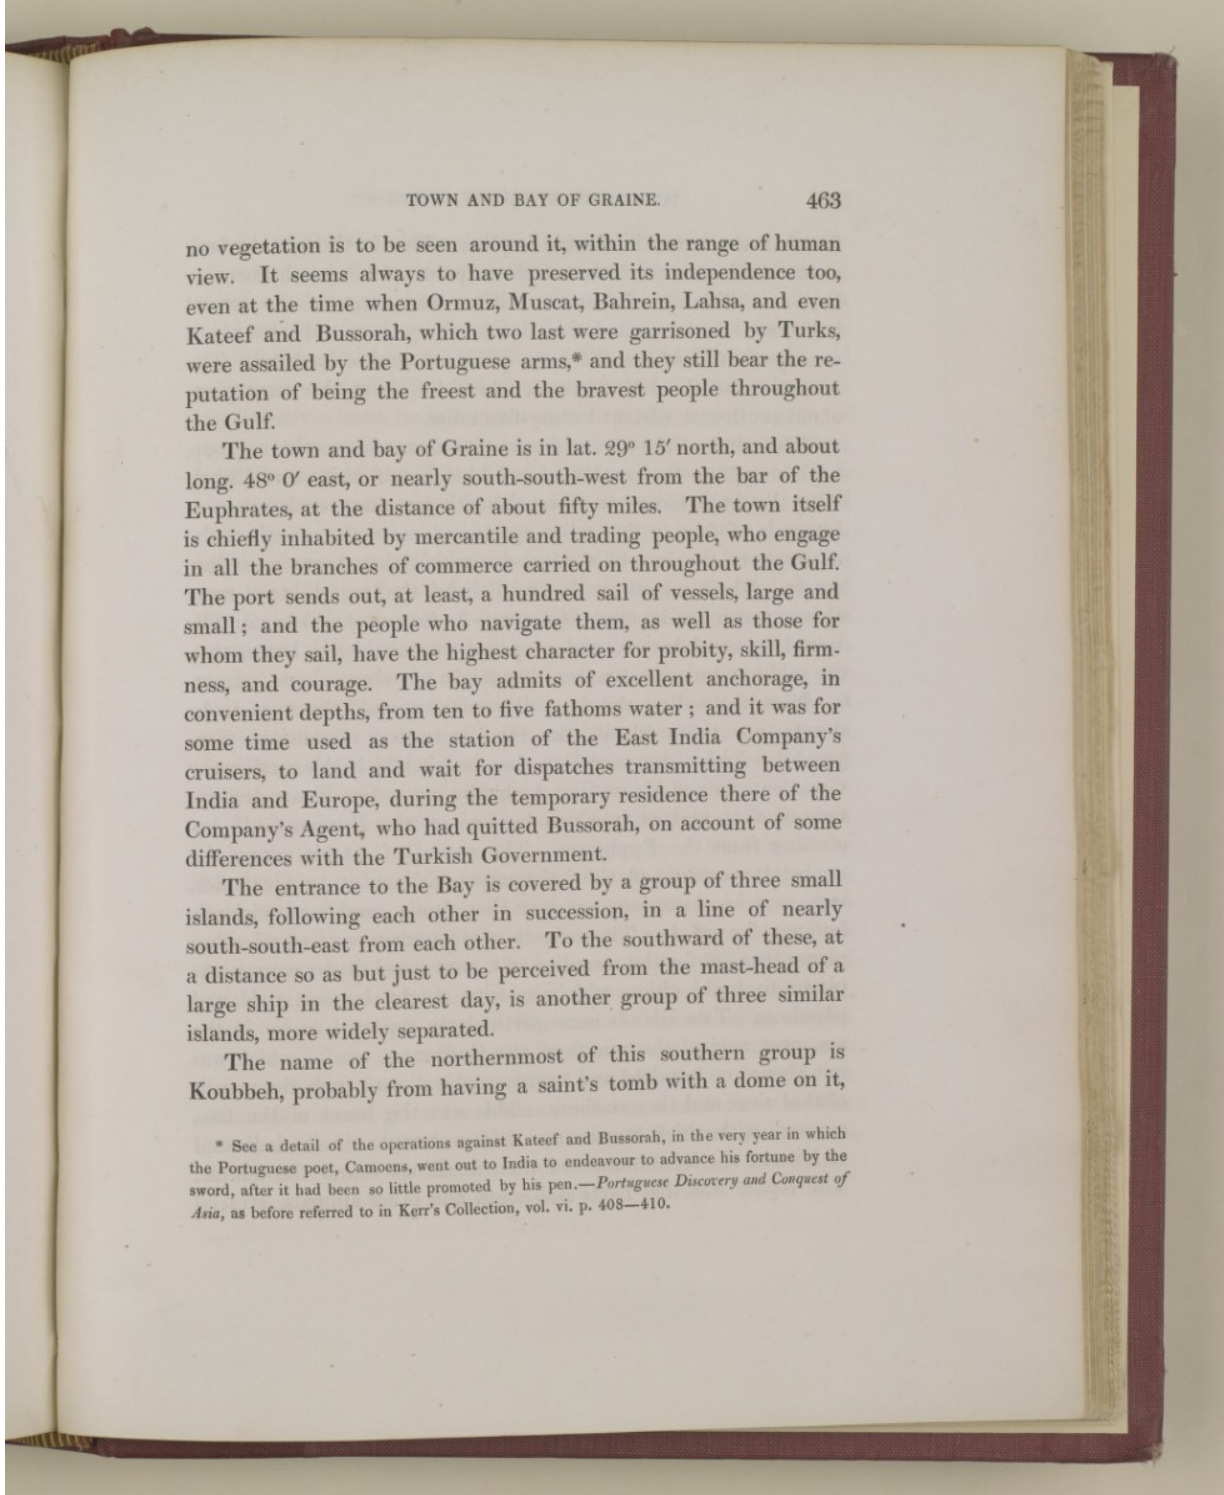 TOWN AND BAY OF GRAINE. 463
no vegetation is to be seen around it, within the range of human
view. It seems always to have preserved its independence too,
even at the time when Ormuz, Muscat, Bahrein, Lahsa, and even
Kateef and Bussorah, which two last were garrisoned by Turks,
were assailed by the Portuguese arms,* and they still bear the re-
putation of being the freest and the bravest people throughout
the Gulf.
The town and bay of Graine is in lat. 29° 15′ north, and about
long. 48° 0′ east, or nearly south-south-west from the bar of the
Euphrates, at the distance of about fifty miles. The town itself
is chiefly inhabited by mercantile and trading people, who engage
in all the branches of commerce carried on throughout the Gulf.
The port sends out, at least, a hundred sail of vessels, large and
small; and the people who navigate them, as well as those for
whom they sail, have the highest character for probity, skill, firm-
ness, and courage. The bay admits of excellent anchorage, in
convenient depths, from ten to five fathoms water; and it was for
some time used as the station of the East India Company's
cruisers, to land and wait for dispatches transmitting between
India and Europe, during the temporary residence there of the
Company's Agent, who had quitted Bussorah, on account of some
differences with the Turkish Government.
The entrance to the Bay is covered by a group of three small
islands, following each other in succession, in a line of nearly
south-south-east from each other. To the southward of these, at
a distance so as but just to be perceived from the mast-head of a
large ship in the clearest day, is another group of three similar
islands, more widely separated.
The name of the northernmost of this southern group is
Koubbeh, probably from having a saint's tomb with a dome on it,
* See a detail of the operations against Kateef and Bussorah, in the very year in which
the Portuguese poet, Camoens, went out to India to endeavour to advance his fortune by the
sword, after it had been so little promoted by his pen.—Portuguese Discovery and Conquest of
Asia, as before referred to in Kerr's Collection, vol. vi. p. 408—410.